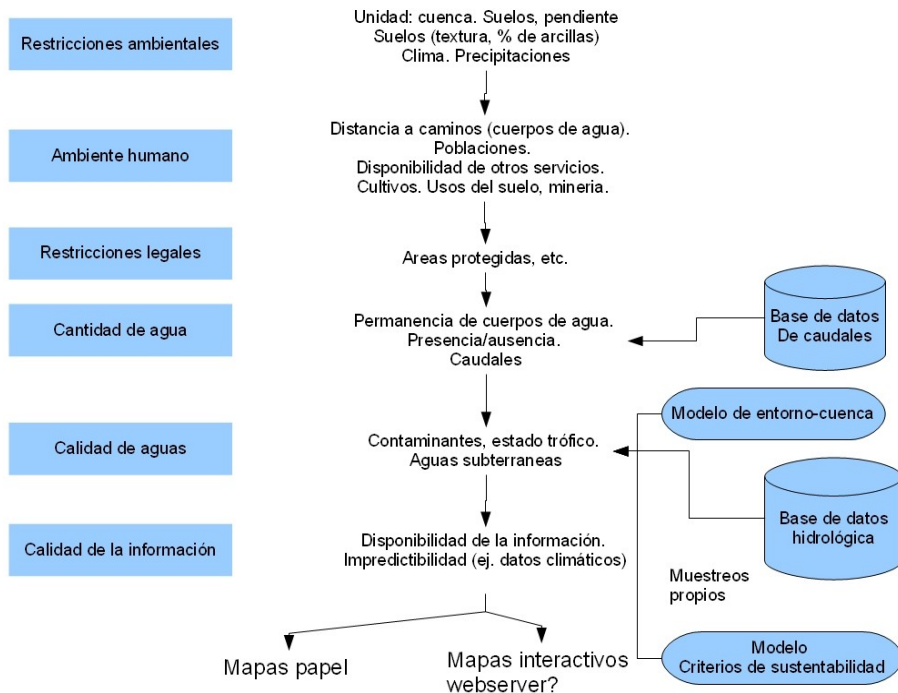 Restricciones ambientales
Unidad: cuenca. Suelos, pendiente
Suelos (textura, % de arcillas)
Clima. Precipitaciones
Ambiente humano
Distancia a caminos (cuerpos de agua).
Poblaciones.
Disponibilidad de otros servicios.
Cultivos. Usos del suelo, mineria.
Restricciones legales
Areas protegidas, etc.
Cantidad de agua
Permanencia de cuerpos de agua.
Presencia/ausencia.
Caudales
Base de datos
De caudales
Modelo de entorno-cuenca
Calidad de aguas
Contaminantes, estado trófico.
Aguas subterraneas
Base de datos
hidrológica
Calidad de la información
Disponibilidad de la información.
Impredictibilidad (ej. datos climáticos)
Muestreos
propios
Mapas papel
Mapas interactivos
webserver?
Modelo
Criterios de sustentabilidad